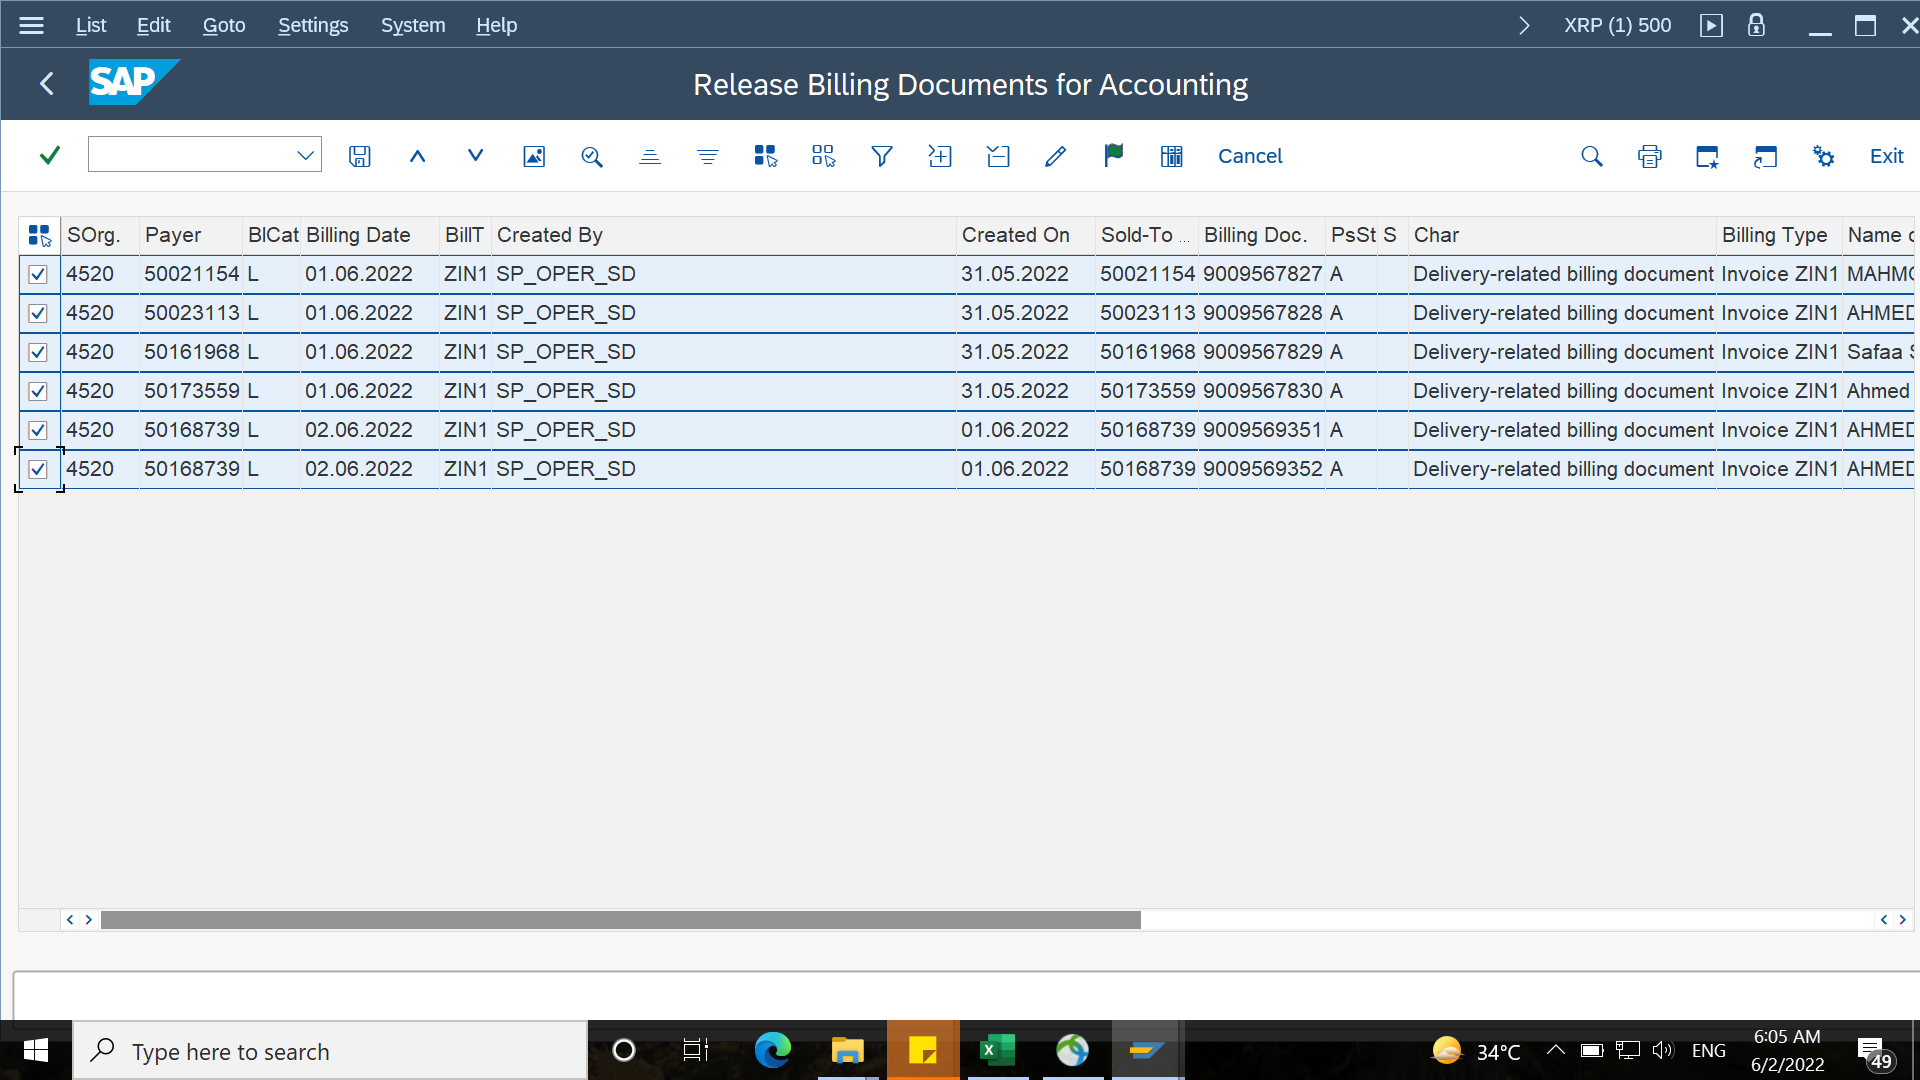 List Edit Goto Settings System Help XRP (1) 500
SAP Release Billing Documents for Accounting
Cancel Exit
SOrg. Payer BlCat Billing Date BillT Created By Created On Sold-To ... Billing Doc. PsSt S Char Billing Type Name
4520 50021154 L 01.06.2022 ZIN1 SP_OPER_SD 31.05.2022 50021154 9009567827 A Delivery-related billing document Invoice ZIN1
4520 50023113 L 01.06.2022 ZIN1 SP_OPER_SD 31.05.2022 50023113 9009567828 A Delivery-related billing document Invoice ZIN1 AHMED
4520 50161968 L 01.06.2022 ZIN1 SP_OPER_SD 31.05.2022 50161968 9009567829 A Delivery-related billing document Invoice ZIN1 Safaa
4520 50173559 L 01.06.2022 ZIN1 SP_OPER_SD 31.05.2022 50173559 9009567830 A Delivery-related billing document Invoice ZIN1 Ahmed
4520 50168739 L 02.06.2022 ZIN1 SP_OPER_SD 01.06.2022 50168739 9009569351 A Delivery-related billing document Invoice ZIN1 AHMED
4520 50168739 L 02.06.2022 ZIN1 SP_OPER_SD 01.06.2022 50168739 9009569352 A Delivery-related billing document Invoice ZIN1 AHMED
Type here to search 34°C ENG 6:05 AM
6/2/2022 49